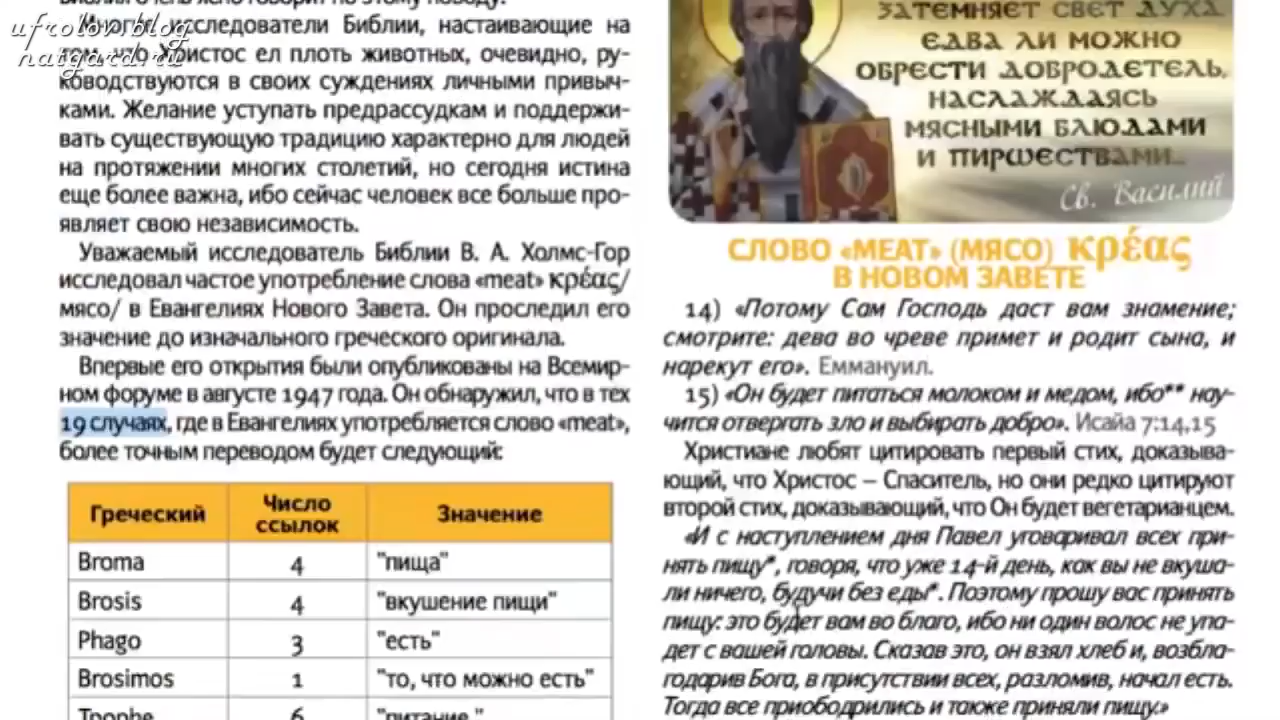 ufrolov.blog
natgard.ru
Библия очень ясно говорит по этому поводу.
Многие исследователи Библии, настаивающие на
том, что Христос ел плоть животных, очевидно, ру-
ководствуются в своих суждениях личными привыч-
ками. Желание уступать предрассудкам и поддержи-
вать существующую традицию характерно для людей
на протяжении многих столетий, но сегодня истина
еще более важна, ибо сейчас человек все больше про-
являет свою независимость.
Уважаемый исследователь Библии В. А. Холмс-Гор
исследовал частое употребление слова «meat» κρέας/
мясо/ в Евангелиях Нового Завета. Он проследил его
значение до изначального греческого оригинала.
Впервые его открытия были опубликованы на Всемир-
ном форуме в августе 1947 года. Он обнаружил, что в тех
19 случаях, где в Евангелиях употребляется слово «meat»,
более точным переводом будет следующий:
Греческий Число ссылок Значение
Broma 4 "пища"
Brosis 4 "вкушение пищи"
Phago 3 "есть"
Brosimos 1 "то, что можно есть"
Trophe 6 "питание"
ЗАТЕМНЯЕТ СВЕТ ДУХА.
ЕДВА ЛИ МОЖНО
ОБРЕСТИ ДОБРОДЕТЕЛЬ,
НАСЛАЖДАЯСЬ
МЯСНЫМИ БЛЮДАМИ
И ПИРШЕСТВАМИ...
Св. Василий
СЛОВО «MEAT» (МЯСО) κρέας
В НОВОМ ЗАВЕТЕ
14) «Потому Сам Господь даст вам знамение;
смотрите: дева во чреве примет и родит сына, и
нарекут его». Еммануил.
15) «Он будет питаться молоком и медом, ибо** нау-
чится отвергать зло и выбирать добро». Исайя 7:14,15
Христиане любят цитировать первый стих, доказыва-
ющий, что Христос – Спаситель, но они редко цитируют
второй стих, доказывающий, что Он будет вегетарианцем.
«И с наступлением дня Павел уговаривал всех при-
нять пищу*, говоря, что уже 14-й день, как вы не вкуша-
ли ничего, будучи без еды*. Поэтому прошу вас принять
пищу: это будет вам во благо, ибо ни один волос не упа-
дет с вашей головы. Сказав это, он взял хлеб и, возбла-
годарив Бога, в присутствии всех, разломив, начал есть.
Тогда все приободрились и также приняли пищу.»